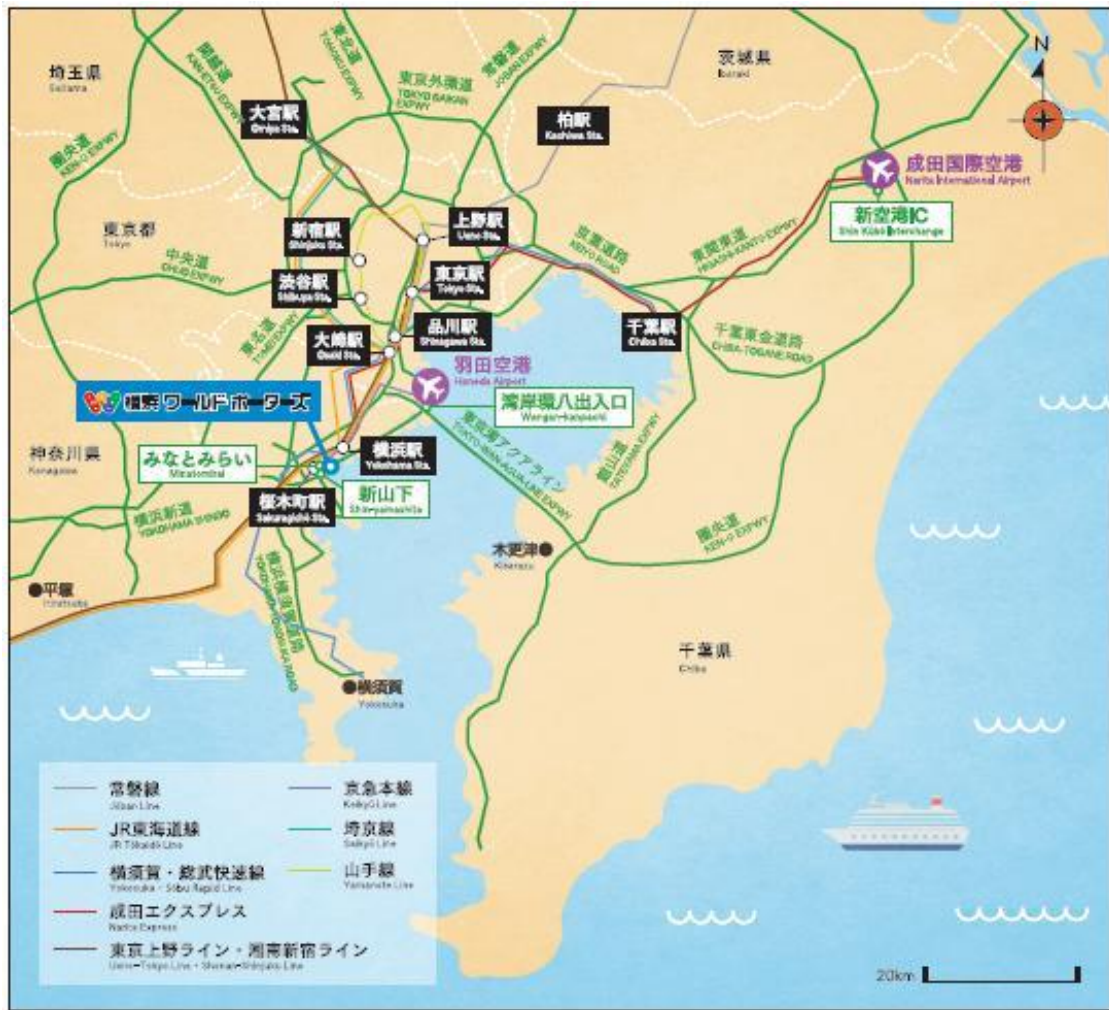 埼玉県
Saitama
関越道
KAN-ETSU EXPWY
東北道
TOHOKU EXPWY
東京外環道
TOKYO GAIKAN
EXPWY
常磐道
JOBAN EXPWY
茨城県
Ibaraki
N
大宮駅
Omiya Sta.
柏駅
Kashiwa Sta.
圏央道
KEN-O EXPWY
成田国際空港
Narita International Airport
新空港IC
Shin Kūkō Interchange
東京都
Tokyo
新宿駅
Shinjuku Sta.
上野駅
Ueno Sta.
京葉道路
KEIYO ROAD
東関東道
HIGASHI-KANTO EXPWY
中央道
CHUO EXPWY
渋谷駅
Shibuya Sta.
東京駅
Tokyo Sta.
東名道
TOMEI EXPWY
大崎駅
Osaki Sta.
品川駅
Shinagawa Sta.
千葉駅
Chiba Sta.
千葉東金道路
CHIBA-TOGANE ROAD
羽田空港
Haneda Airport
横浜ワールドポーターズ
湾岸環八出入口
Wangan-kanpachi
神奈川県
Kanagawa
みなとみらい
Minatomirai
横浜駅
Yokohama Sta.
東京湾アクアライン
TOKYO-WAN-AQUA-LINE EXPWY
館山道
TATEYAMA EXPWY
桜木町駅
Sakuragichō Sta.
新山下
Shin-yamashita
横浜新道
YOKOHAMA SHINDO
圏央道
KEN-O EXPWY
木更津
Kisarazu
平塚
Hiratsuka
横浜横須賀道路
YOKOHAMA-YOKOSUKA ROAD
千葉県
Chiba
横須賀
Yokosuka
常磐線
Jōban Line
京急本線
Keikyū Line
JR東海道線
JR Tōkaidō Line
埼京線
Saikyō Line
横須賀・総武快速線
Yokosuka・Sōbu Rapid Line
山手線
Yamanote Line
成田エクスプレス
Narita Express
東京上野ライン・湘南新宿ライン
Ueno-Tokyo Line・Shonan-Shinjuku Line
20km